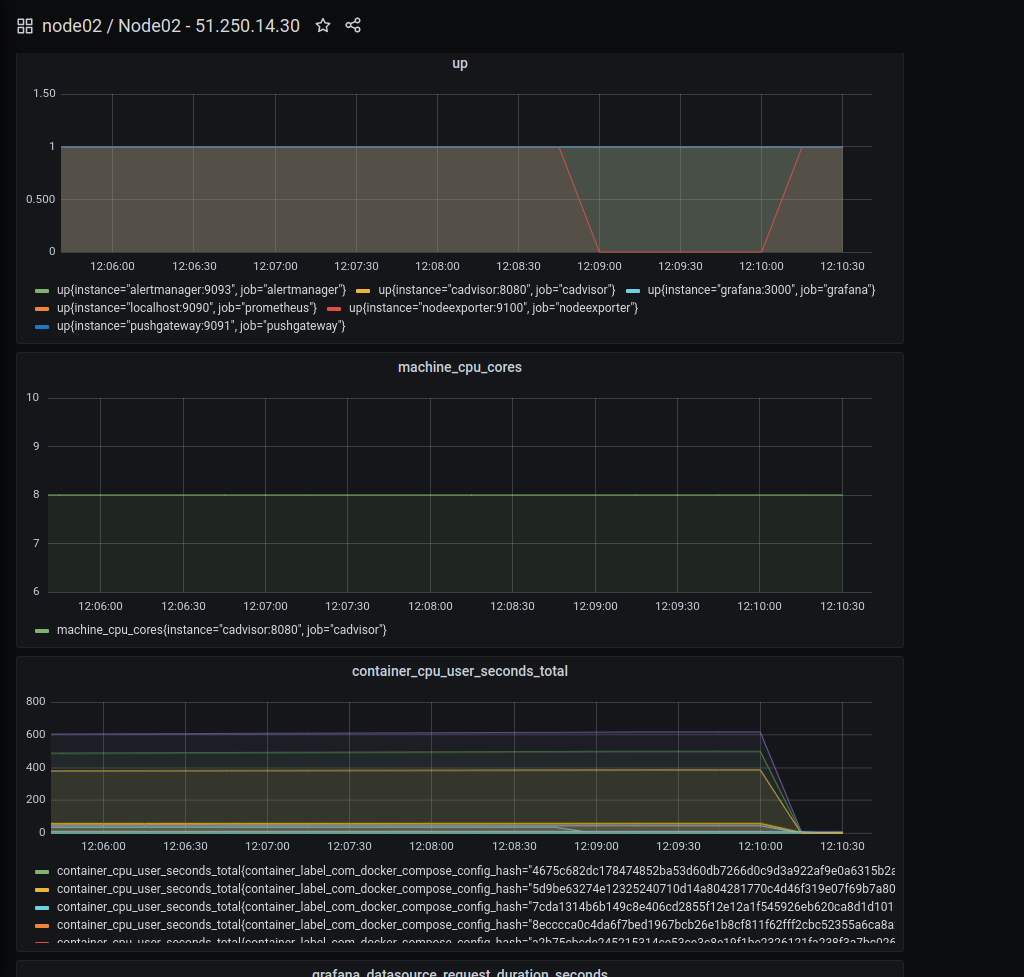 node02 / Node02 - 51.250.14.30
up
1.50
1
0.500
0
12:06:00 12:06:30 12:07:00 12:07:30 12:08:00 12:08:30 12:09:00 12:09:30 12:10:00 12:10:30
up{instance="alertmanager:9093", job="alertmanager"} up{instance="cadvisor:8080", job="cadvisor"} up{instance="grafana:3000", job="grafana"}
up{instance="localhost:9090", job="prometheus"} up{instance="nodeexporter:9100", job="nodeexporter"}
up{instance="pushgateway:9091", job="pushgateway"}
machine_cpu_cores
10
9
8
7
6
12:06:00 12:06:30 12:07:00 12:07:30 12:08:00 12:08:30 12:09:00 12:09:30 12:10:00 12:10:30
machine_cpu_cores{instance="cadvisor:8080", job="cadvisor"}
container_cpu_user_seconds_total
800
600
400
200
0
12:06:00 12:06:30 12:07:00 12:07:30 12:08:00 12:08:30 12:09:00 12:09:30 12:10:00 12:10:30
container_cpu_user_seconds_total{container_label_com_docker_compose_config_hash="4675c682dc178474852ba53d60db7266d0c9d3a922af9e0a6315b2a
container_cpu_user_seconds_total{container_label_com_docker_compose_config_hash="5d9be63274e12325240710d14a804281770c4d46f319e07f69b7a80
container_cpu_user_seconds_total{container_label_com_docker_compose_config_hash="7cda1314b6b149c8e406cd2855f12e12a1f545926eb620ca8d1d101
container_cpu_user_seconds_total{container_label_com_docker_compose_config_hash="8ecccca0c4da6f7bed1967bcb26e1b8cf811f62fff2cbc52355a6ca8a
container_cpu_user_seconds_total{container_label_com_docker_compose_config_hash=
grafana_datasource_request_duration_seconds